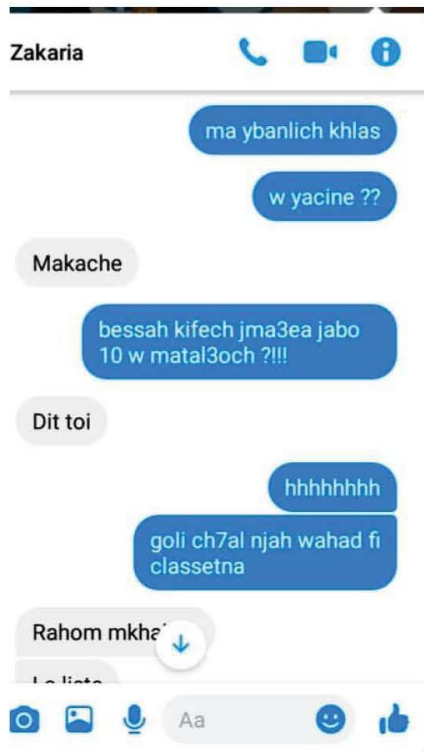 Zakaria
ma ybanlich khlas
w yacine ??
Makache
bessah kifech jma3ea jabo
10 w matal3och ?!!!
Dit toi
hhhhhhhh
goli ch7al njah wahad fi
classetna
Rahom
Aa